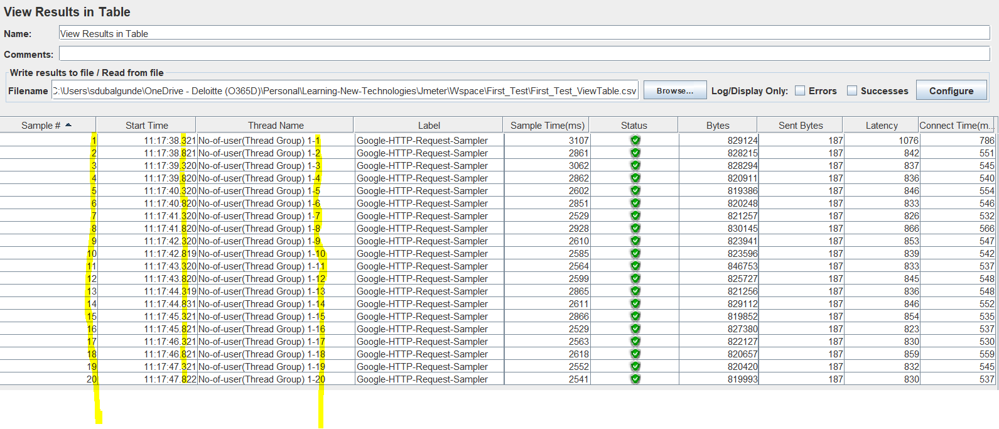 View Results in Table
Name: View Results in Table
Comments:
Write results to file / Read from file
Filename C:\Users\sdubalgunde\OneDrive - Deloitte (O365D)\Personal\Learning-New-Technologies\Jmeter\Wspace\First_Test\First_Test_ViewTable.csv Browse... Log/Display Only: Errors Successes Configure
Sample # Start Time Thread Name Label Sample Time(ms) Status Bytes Sent Bytes Latency Connect Time(m...
1 11:17:38.321 No-of-user(Thread Group) 1-1 Google-HTTP-Request-Sampler 3107 829124 187 1076 786
2 11:17:38.821 No-of-user(Thread Group) 1-2 Google-HTTP-Request-Sampler 2861 828215 187 842 551
3 11:17:39.320 No-of-user(Thread Group) 1-3 Google-HTTP-Request-Sampler 3062 828294 187 837 545
4 11:17:39.820 No-of-user(Thread Group) 1-4 Google-HTTP-Request-Sampler 2862 820911 187 836 540
5 11:17:40.320 No-of-user(Thread Group) 1-5 Google-HTTP-Request-Sampler 2602 819386 187 846 554
6 11:17:40.820 No-of-user(Thread Group) 1-6 Google-HTTP-Request-Sampler 2851 820248 187 833 546
7 11:17:41.320 No-of-user(Thread Group) 1-7 Google-HTTP-Request-Sampler 2529 821257 187 826 532
8 11:17:41.820 No-of-user(Thread Group) 1-8 Google-HTTP-Request-Sampler 2928 830145 187 866 566
9 11:17:42.320 No-of-user(Thread Group) 1-9 Google-HTTP-Request-Sampler 2610 823941 187 853 547
10 11:17:42.819 No-of-user(Thread Group) 1-10 Google-HTTP-Request-Sampler 2585 823596 187 839 542
11 11:17:43.320 No-of-user(Thread Group) 1-11 Google-HTTP-Request-Sampler 2564 846753 187 833 537
12 11:17:43.820 No-of-user(Thread Group) 1-12 Google-HTTP-Request-Sampler 2599 825727 187 845 548
13 11:17:44.319 No-of-user(Thread Group) 1-13 Google-HTTP-Request-Sampler 2865 821256 187 836 548
14 11:17:44.831 No-of-user(Thread Group) 1-14 Google-HTTP-Request-Sampler 2611 829112 187 846 552
15 11:17:45.321 No-of-user(Thread Group) 1-15 Google-HTTP-Request-Sampler 2866 819852 187 854 535
16 11:17:45.821 No-of-user(Thread Group) 1-16 Google-HTTP-Request-Sampler 2529 827380 187 823 537
17 11:17:46.321 No-of-user(Thread Group) 1-17 Google-HTTP-Request-Sampler 2563 822127 187 830 530
18 11:17:46.821 No-of-user(Thread Group) 1-18 Google-HTTP-Request-Sampler 2618 820657 187 859 559
19 11:17:47.321 No-of-user(Thread Group) 1-19 Google-HTTP-Request-Sampler 2552 820420 187 832 545
20 11:17:47.822 No-of-user(Thread Group) 1-20 Google-HTTP-Request-Sampler 2541 819993 187 830 537